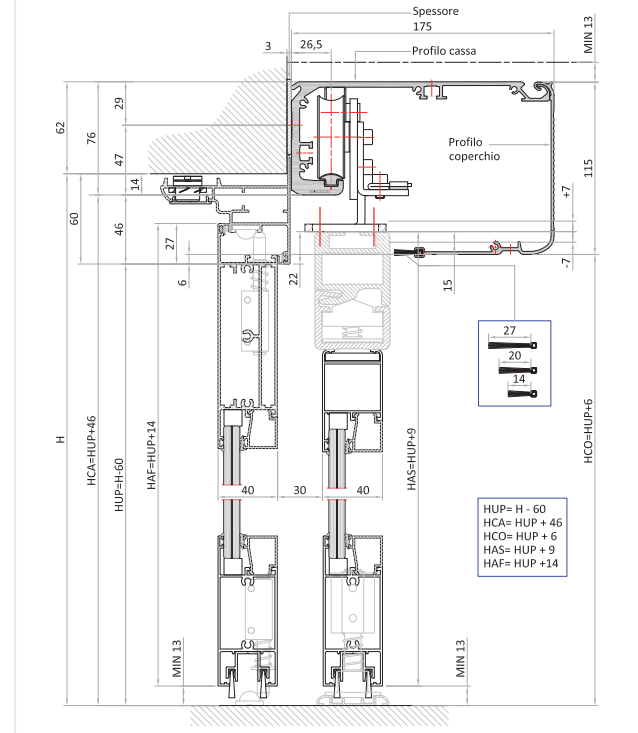 Spessore
175
MIN 13
3
26,5
Profilo cassa
29
62
76
47
Profilo
coperchio
115
14
+7
60
46
27
6
22
15
-7
27
20
14
H
HCA=HUP+46
HUP=H-60
HAF=HUP+14
HAS=HUP+9
HCO=HUP+6
40
30
40
HUP= H - 60
HCA= HUP + 46
HCO= HUP + 6
HAS= HUP + 9
HAF= HUP +14
MIN 13
MIN 13